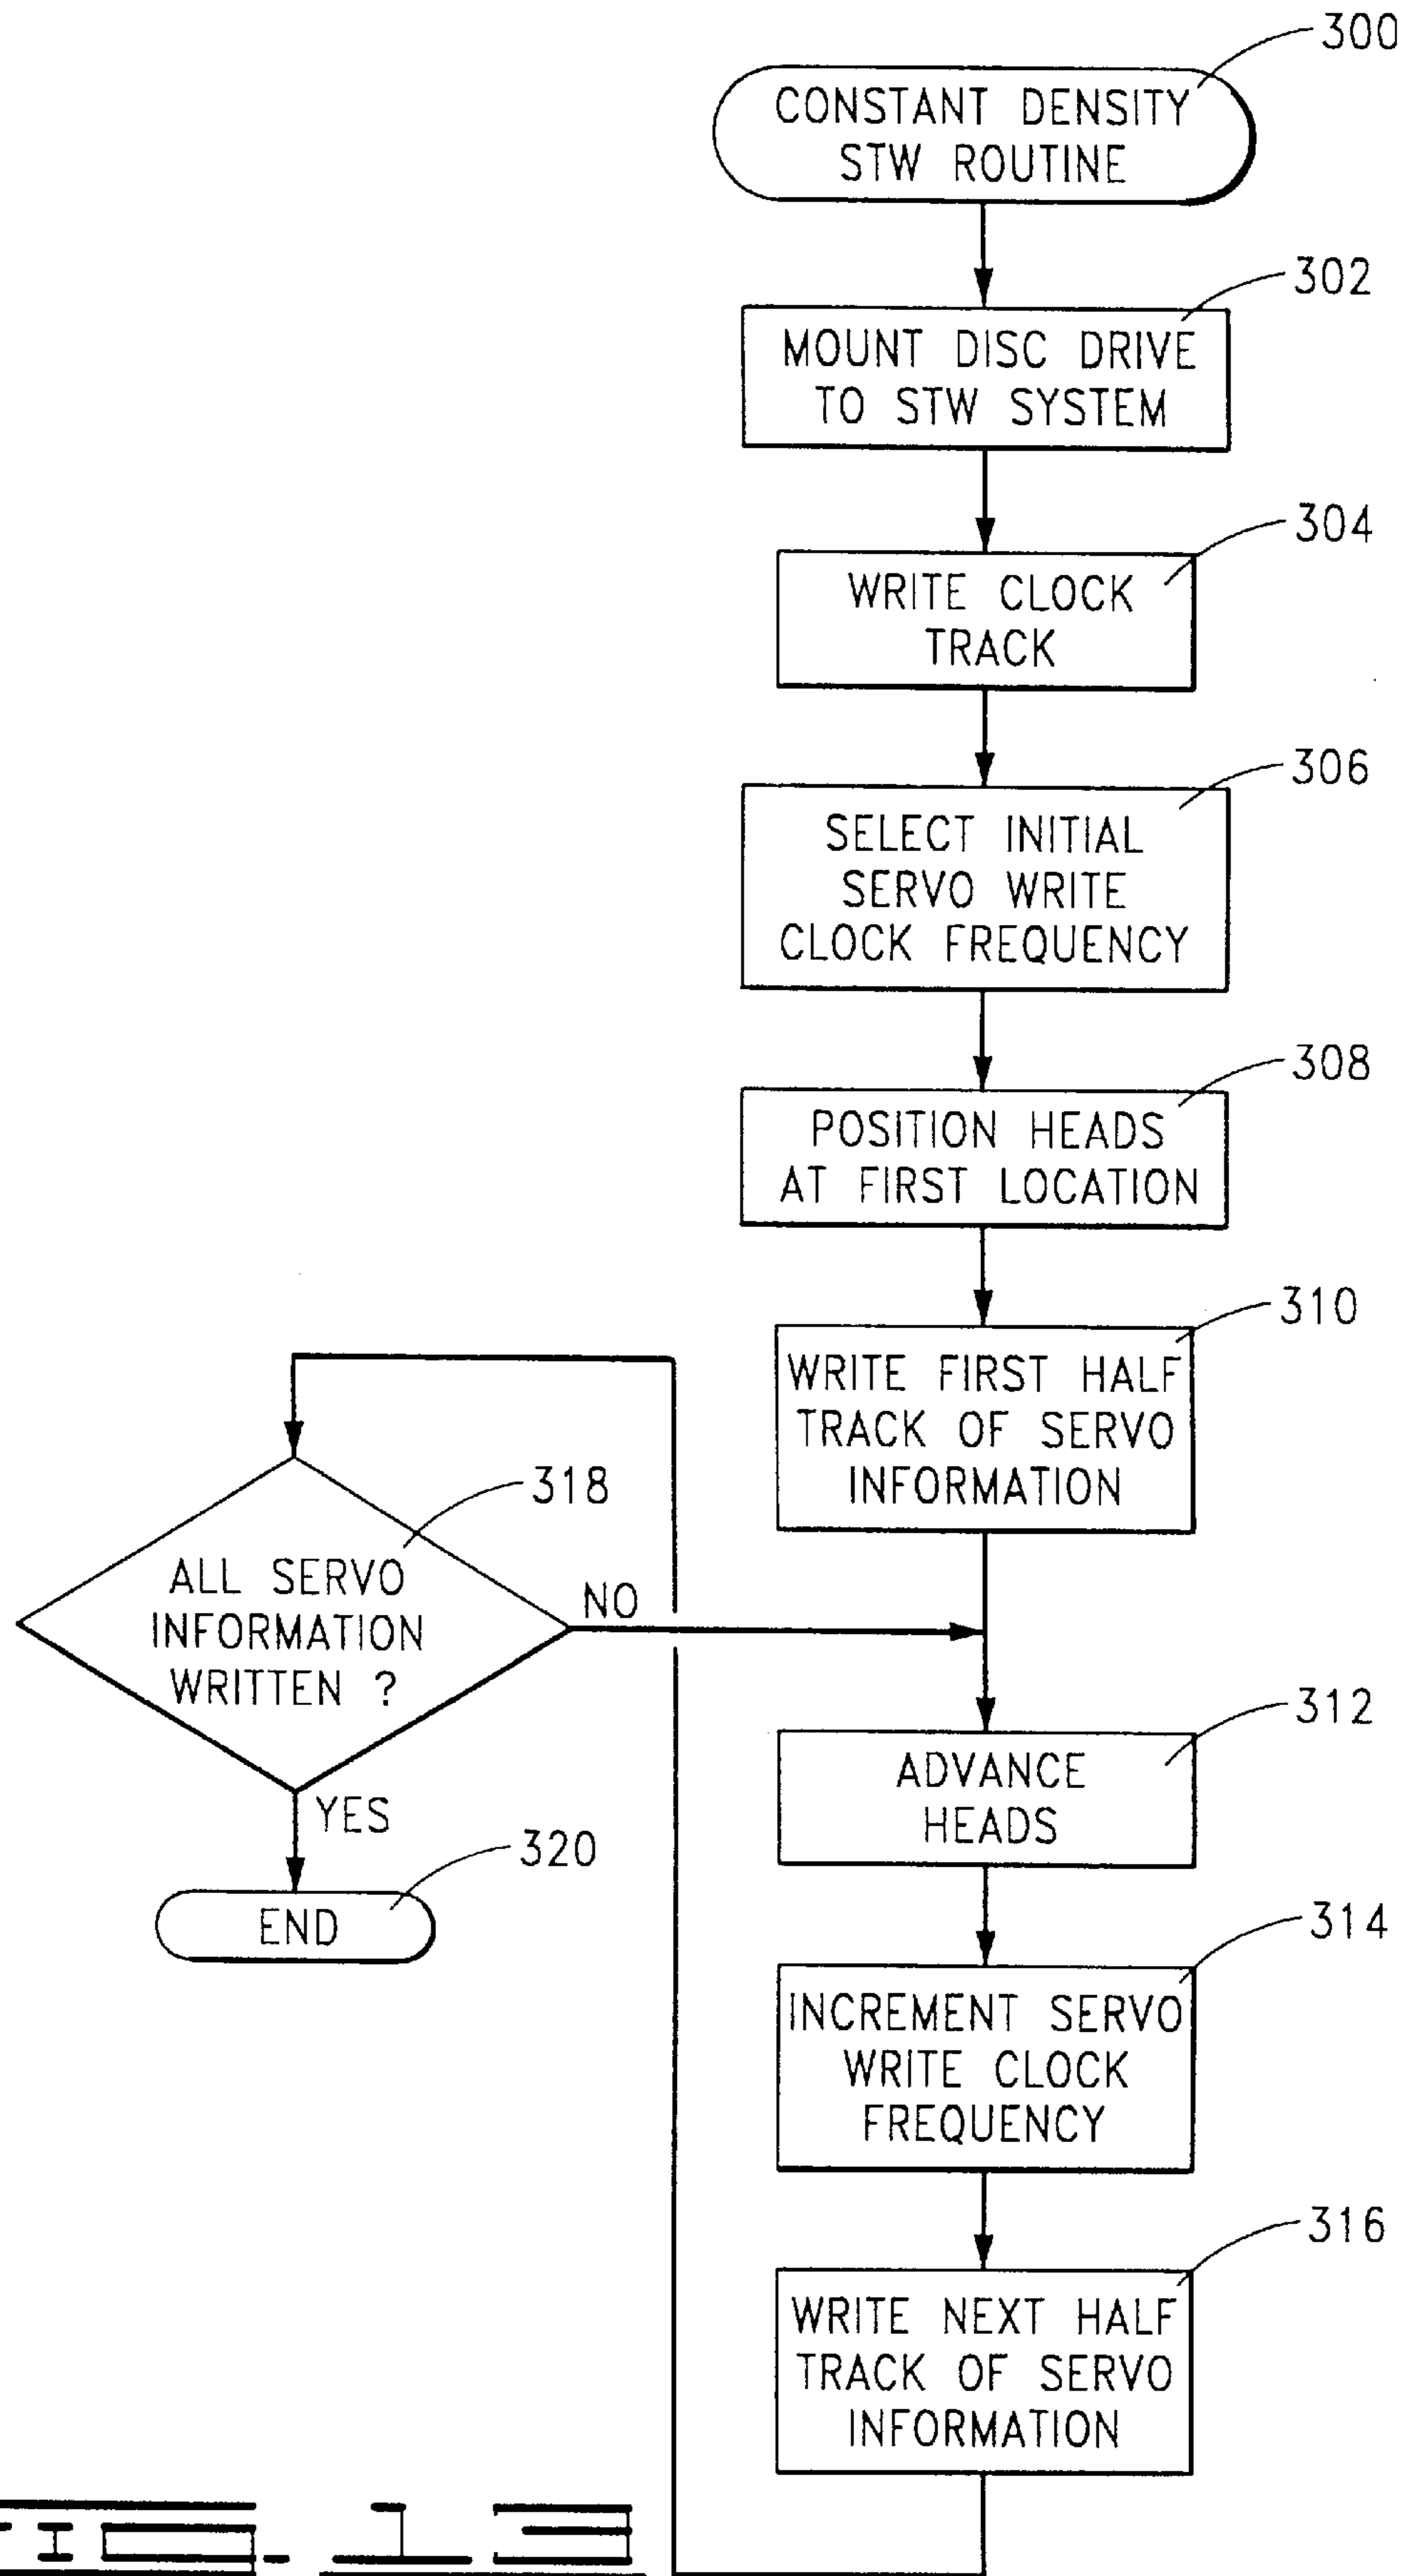 300
CONSTANT DENSITY
STW ROUTINE
302
MOUNT DISC DRIVE
TO STW SYSTEM
304
WRITE CLOCK
TRACK
306
SELECT INITIAL
SERVO WRITE
CLOCK FREQUENCY
308
POSITION HEADS
AT FIRST LOCATION
310
WRITE FIRST HALF
TRACK OF SERVO
INFORMATION
318
ALL SERVO
INFORMATION
WRITTEN ?
NO
YES
320
END
312
ADVANCE
HEADS
314
INCREMENT SERVO
WRITE CLOCK
FREQUENCY
316
WRITE NEXT HALF
TRACK OF SERVO
INFORMATION